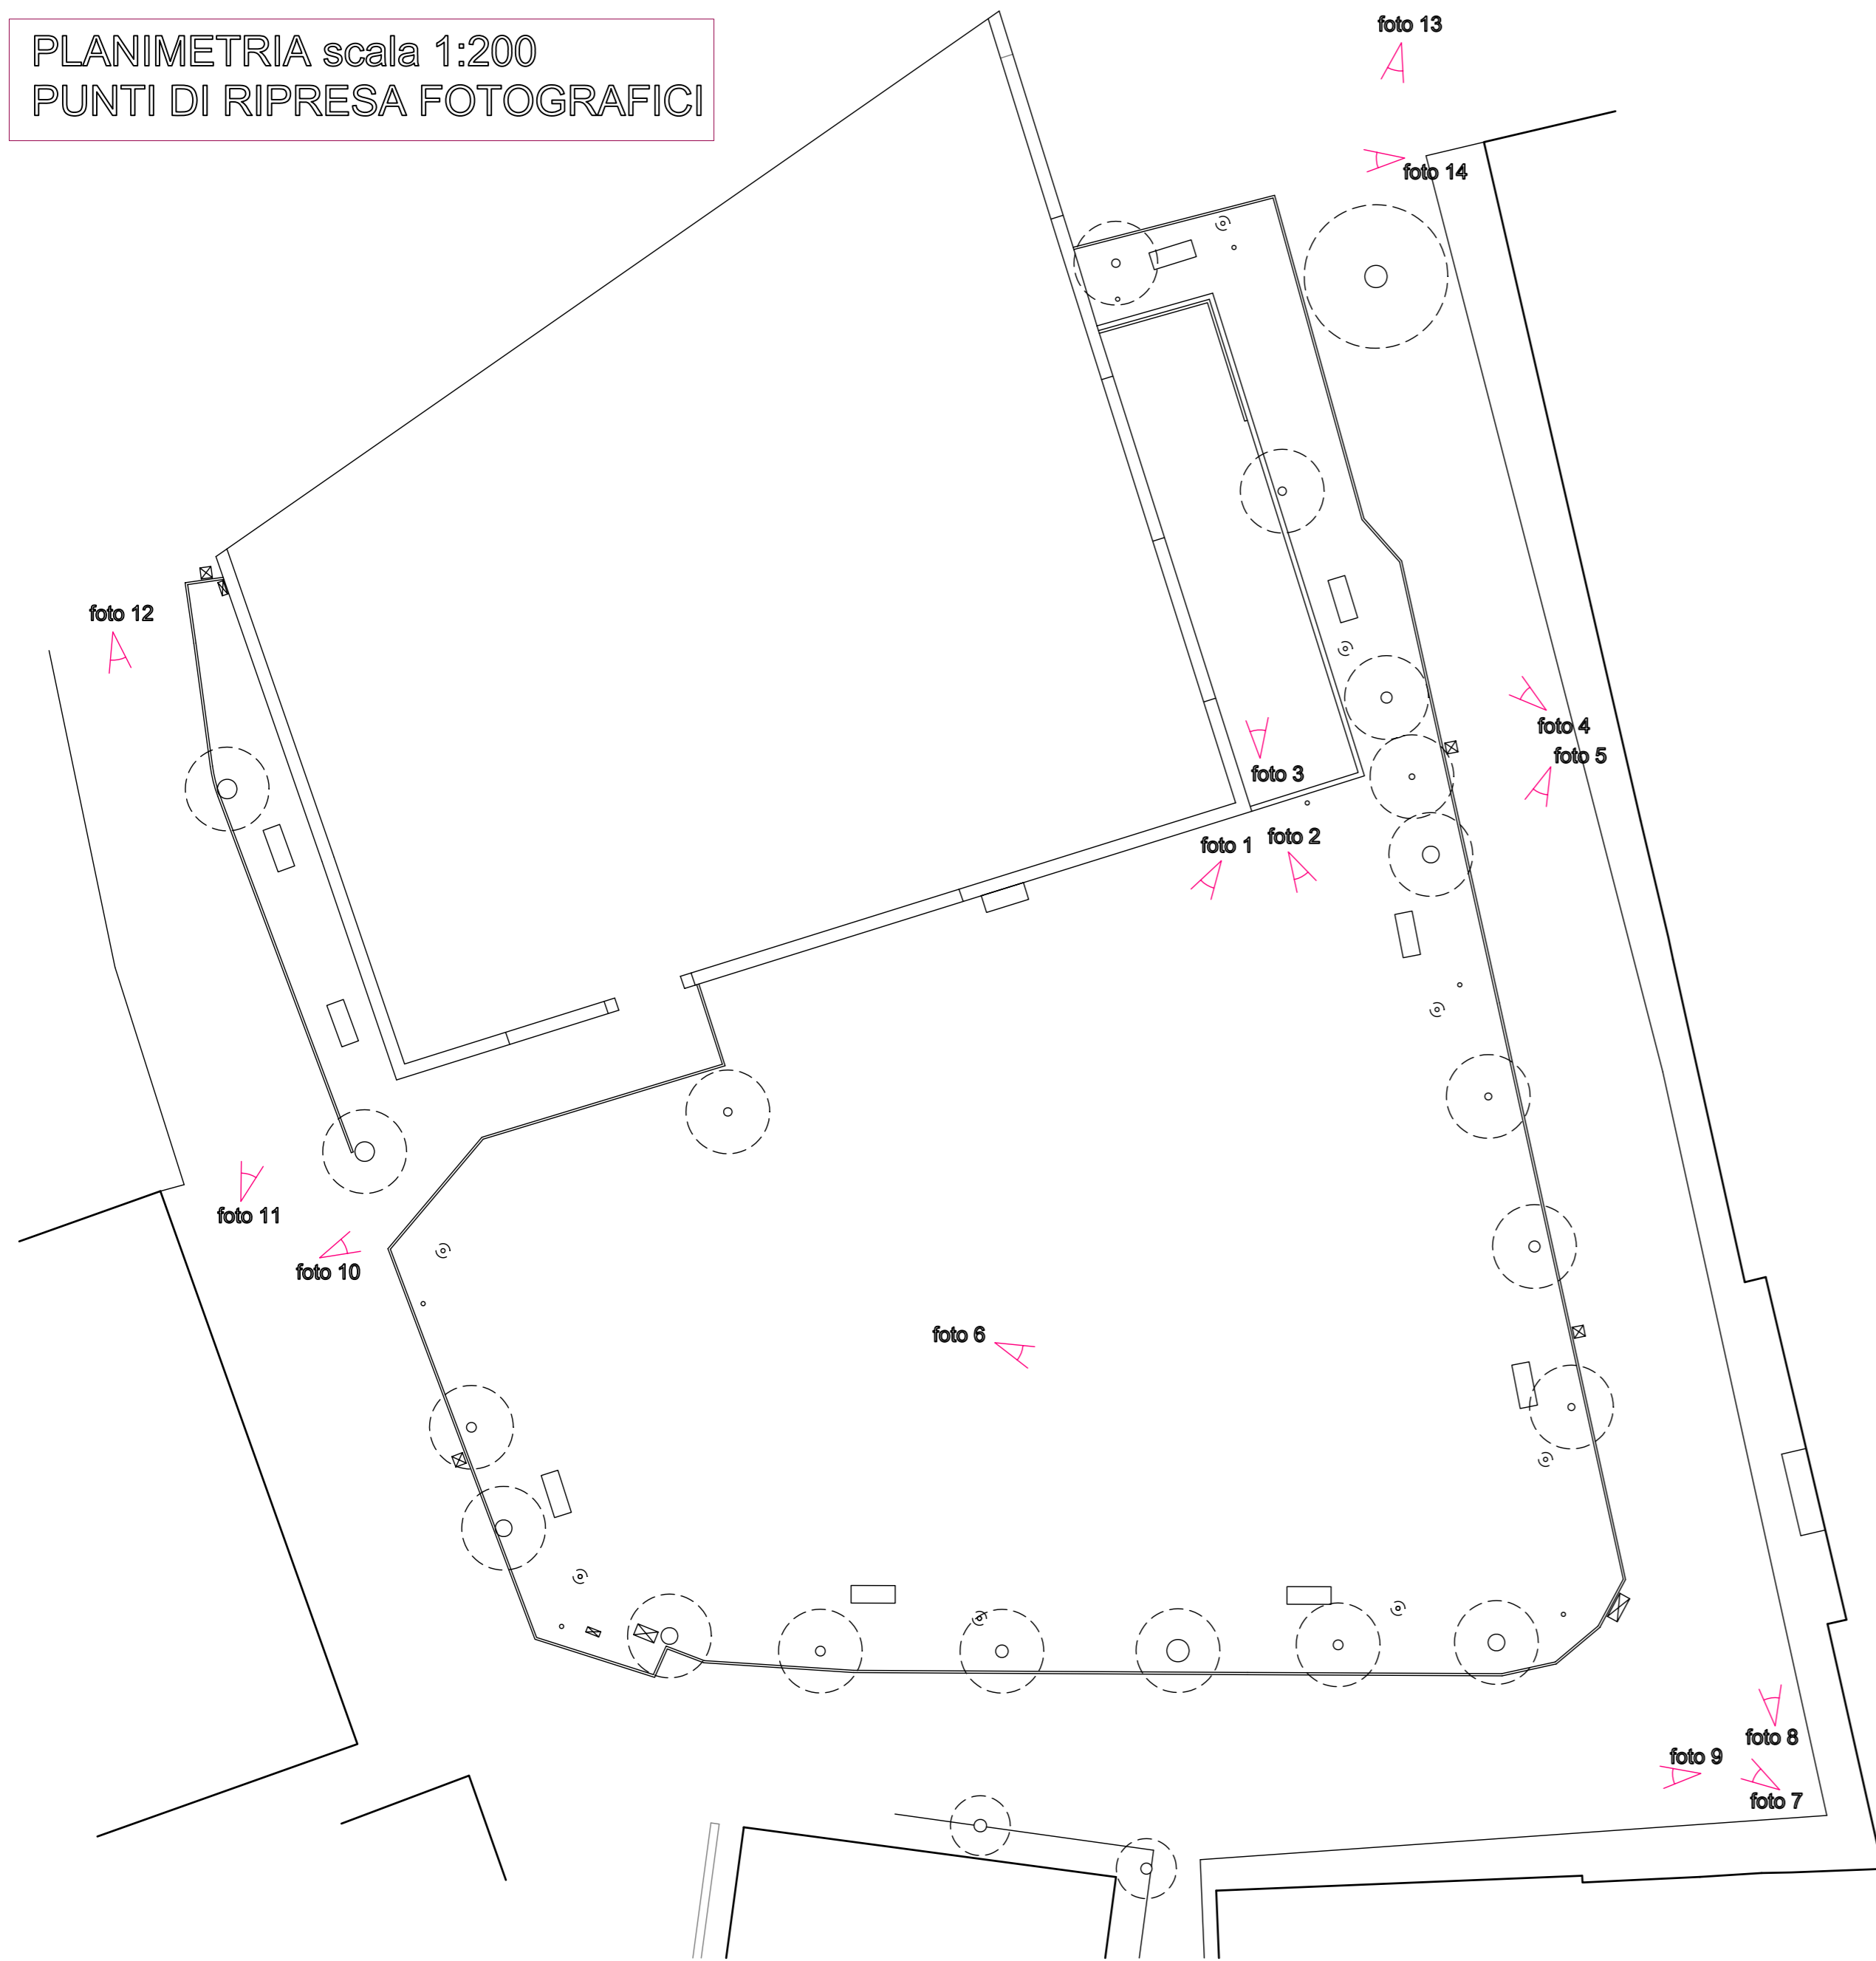 PLANIMETRIA scala 1:200
PUNTI DI RIPRESA FOTOGRAFICI
foto 13
foto 14
foto 12
foto 4
foto 5
foto 3
foto 2
foto 1
foto 11
foto 10
foto 6
foto 8
foto 9
foto 7